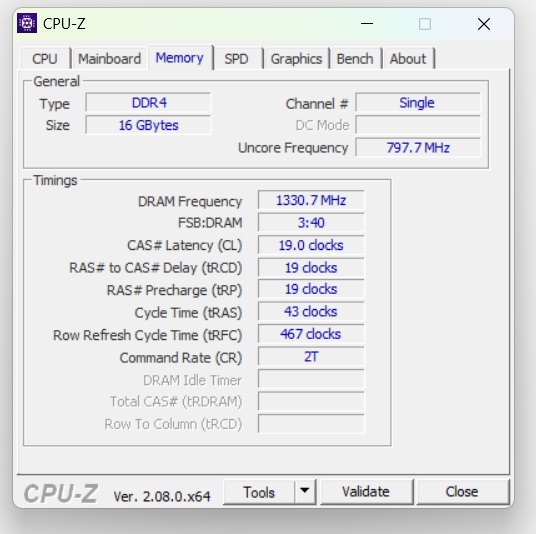 CPU-Z
CPU Mainboard Memory SPD Graphics Bench About
General
Type DDR4 Channel # Single
Size 16 GBytes DC Mode
Uncore Frequency 797.7 MHz
Timings
DRAM Frequency 1330.7 MHz
FSB:DRAM 3:40
CAS# Latency (CL) 19.0 clocks
RAS# to CAS# Delay (tRCD) 19 clocks
RAS# Precharge (tRP) 19 clocks
Cycle Time (tRAS) 43 clocks
Row Refresh Cycle Time (tRFC) 467 clocks
Command Rate (CR) 2T
DRAM Idle Timer
Total CAS# (tRDRAM)
Row To Column (tRCD)
CPU-Z Ver. 2.08.0.x64 Tools Validate Close